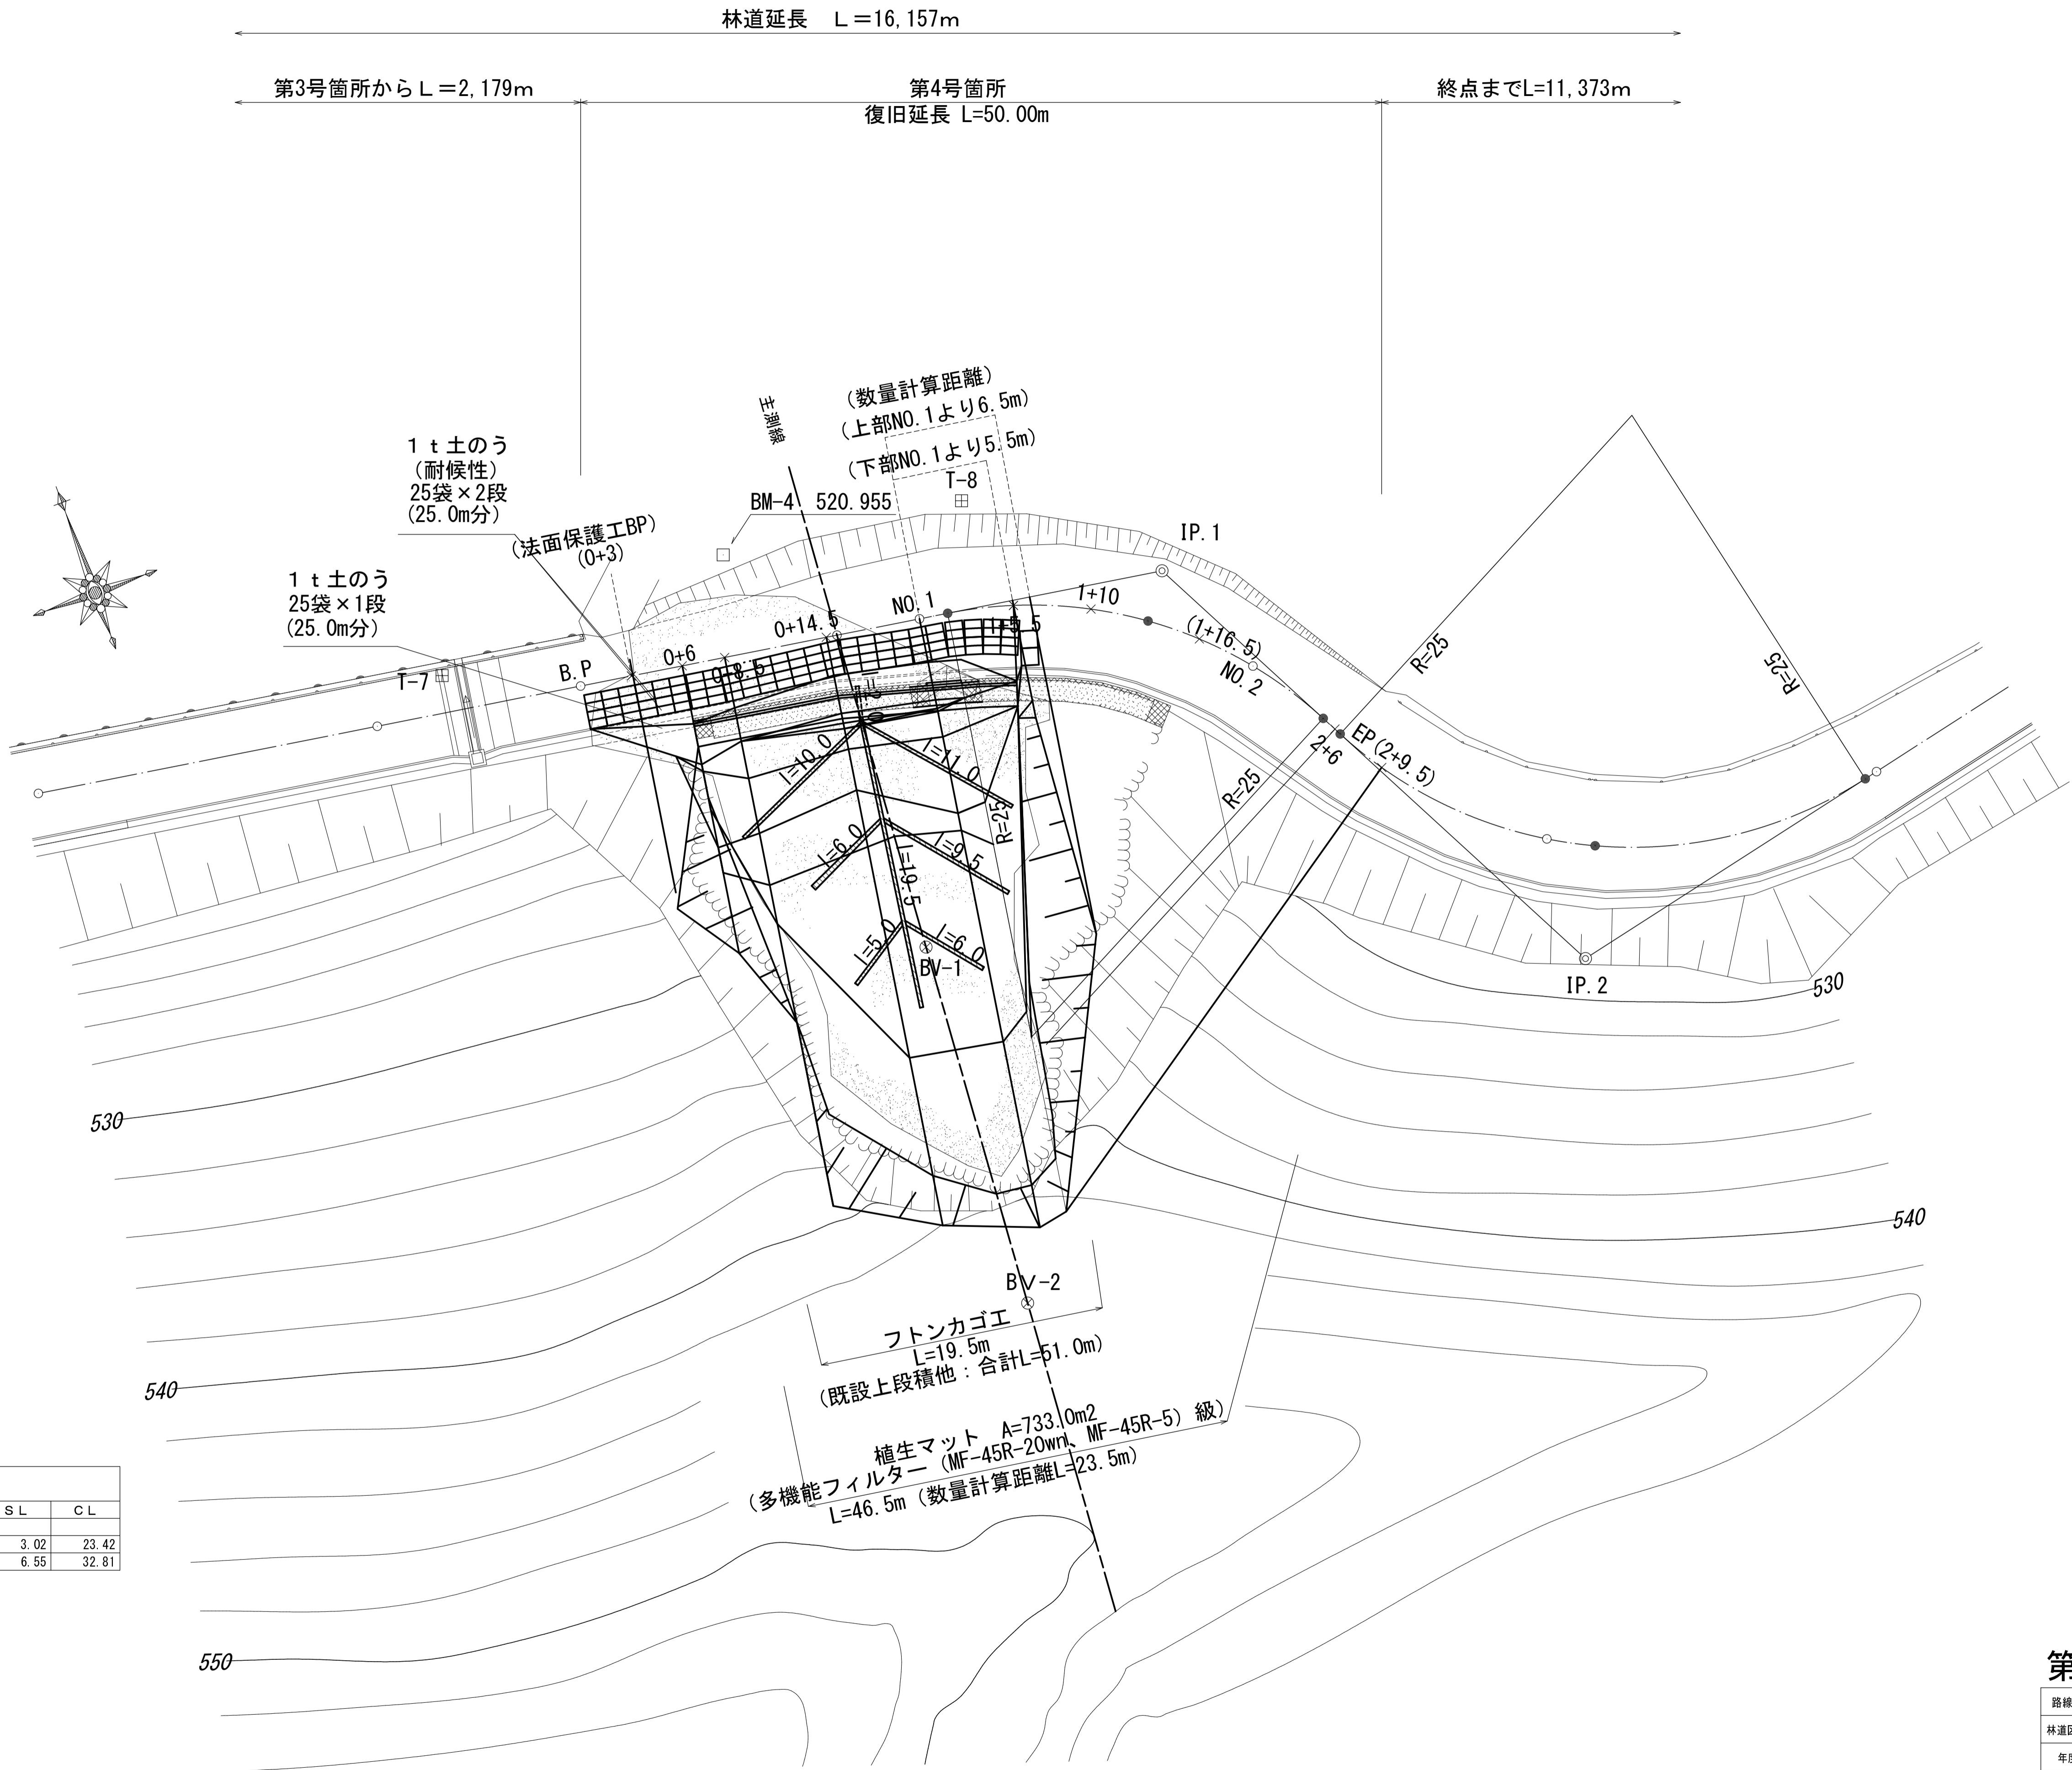 林道延長　Ｌ＝16,157ｍ
第3号箇所からＬ＝2,179ｍ
第4号箇所
復旧延長 L=50.00m
終点までL=11,373ｍ
主測線
（数量計算距離）
（上部NO.1より6.5m）
（下部NO.1より5.5m）
T-8
１ｔ土のう
（耐候性）
25袋×2段
(25.0m分）
BM-4　520.955
（法面保護工BP）
(0+3)
１ｔ土のう
25袋×1段
(25.0m分）
IP.1
NO.1
1+10
0+14.5
1+5.5
(1+16.5)
0+6
0+8.5
B.P
T-7
NO.2
R=25
R=25
2+6
EP(2+9.5)
R=25
l=10.0
l=11.0
R=25
l=6.0
l=9.5
l=19.5
l=5.0
l=6.0
BV-1
IP.2
530
530
540
BV-2
フトンカゴ工
L=19.5m
（既設上段積他：合計L=51.0m）
540
植生マット　A=733.0m2
（多機能フィルター（MF-45R-20wn、MF-45R-5）級）
L=46.5m（数量計算距離L=23.5m）
ＳＬ　ＣＬ
3.02　23.42
6.55　32.81
550
第
路線
林道区
年度